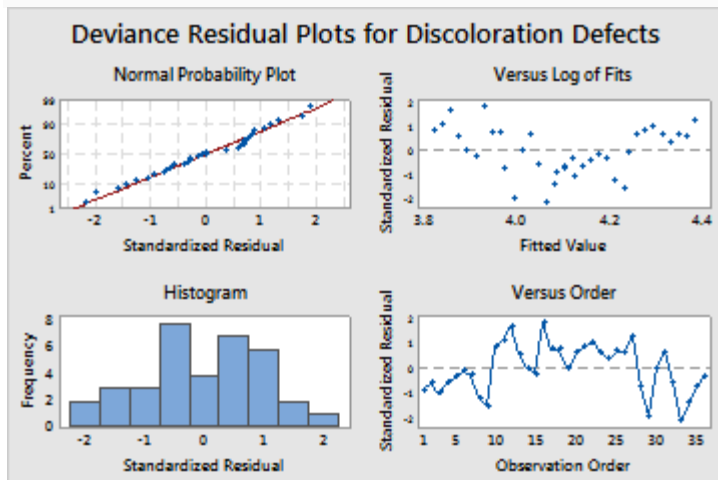 Deviance Residual Plots for Discoloration Defects
Normal Probability Plot
Percent
99
90
50
10
1
-2 -1 0 1 2
Standardized Residual
Versus Log of Fits
Standardized Residual
2
1
0
-1
-2
3.8 4.0 4.2 4.4
Fitted Value
Histogram
Frequency
8
6
4
2
0
-2 -1 0 1 2
Standardized Residual
Versus Order
Standardized Residual
2
1
0
-1
-2
1 5 10 15 20 25 30 35
Observation Order